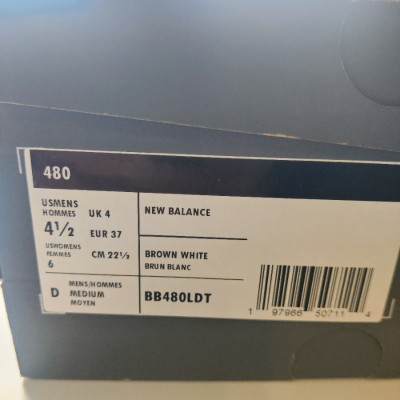 480
USMENS
HOMMES
4½
UK 4
EUR 37
USWOMENS
FEMMES
6
CM 22½
NEW BALANCE
BROWN WHITE
BRUN BLANC
D
MENS/HOMMES
MEDIUM
MOYEN
BB480LDT
1 97966 50711 4